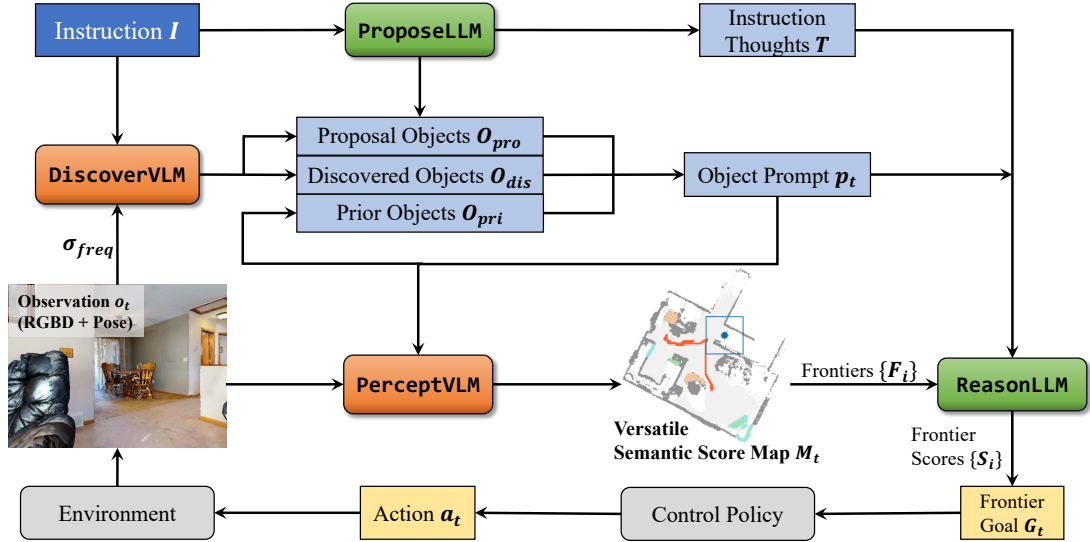 Instruction I
ProposeLLM
Instruction
Thoughts T
Proposal Objects O_pro
DiscoverVLM
Discovered Objects O_dis
Object Prompt p_t
Prior Objects O_pri
σ_freq
Observation o_t
(RGBD + Pose)
PerceptVLM
Frontiers {F_i}
ReasonLLM
Versatile
Semantic Score Map M_t
Frontier
Scores {S_i}
Environment
Action a_t
Control Policy
Frontier
Goal G_t